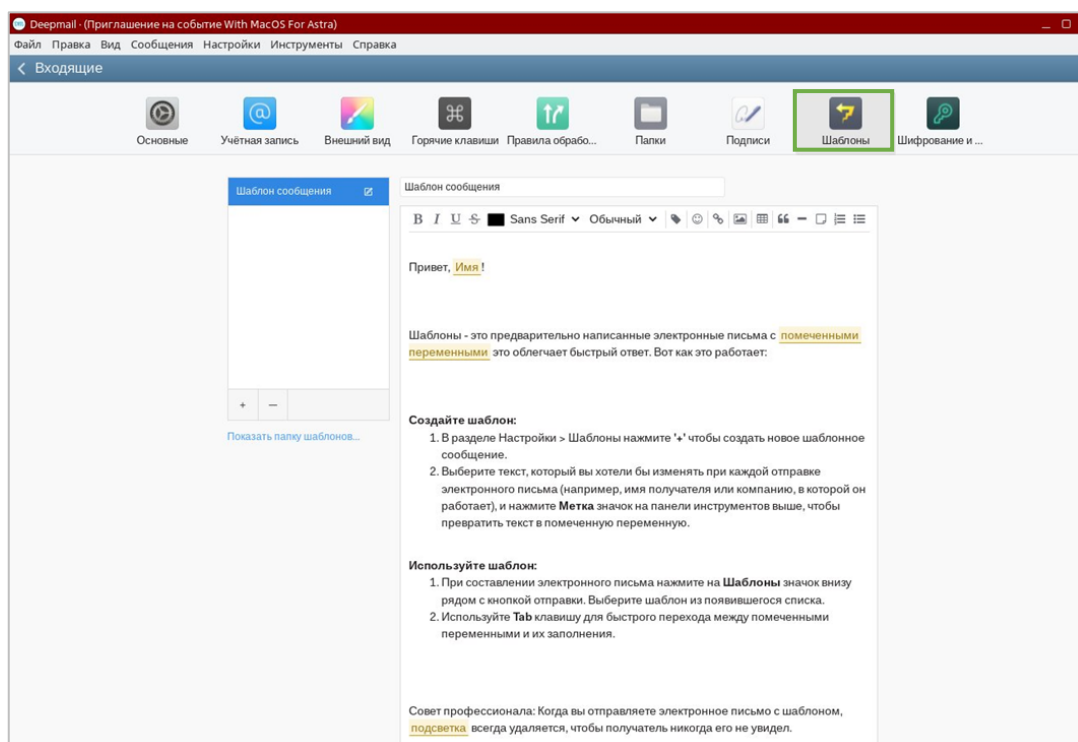 Deepmail · (Приглашение на событие With MacOS For Astra)
Файл Правка Вид Сообщения Настройки Инструменты Справка
Входящие
Основные Учётная запись Внешний вид Горячие клавиши Правила обрабо... Папки Подписи Шаблоны Шифрование и ...
Шаблон сообщения
Шаблон сообщения
B I U S Sans Serif Обычный
Привет, Имя !
Шаблоны - это предварительно написанные электронные письма с помеченными
переменными это облегчает быстрый ответ. Вот как это работает:
+ —
Показать папку шаблонов...
Создайте шаблон:
1. В разделе Настройки > Шаблоны нажмите '+' чтобы создать новое шаблонное
сообщение.
2. Выберите текст, который вы хотели бы изменять при каждой отправке
электронного письма (например, имя получателя или компанию, в которой он
работает), и нажмите Метка значок на панели инструментов выше, чтобы
превратить текст в помеченную переменную.
Используйте шаблон:
1. При составлении электронного письма нажмите на Шаблоны значок внизу
рядом с кнопкой отправки. Выберите шаблон из появившегося списка.
2. Используйте Tab клавишу для быстрого перехода между помеченными
переменными и их заполнения.
Совет профессионала: Когда вы отправляете электронное письмо с шаблоном,
подсветка всегда удаляется, чтобы получатель никогда его не увидел.